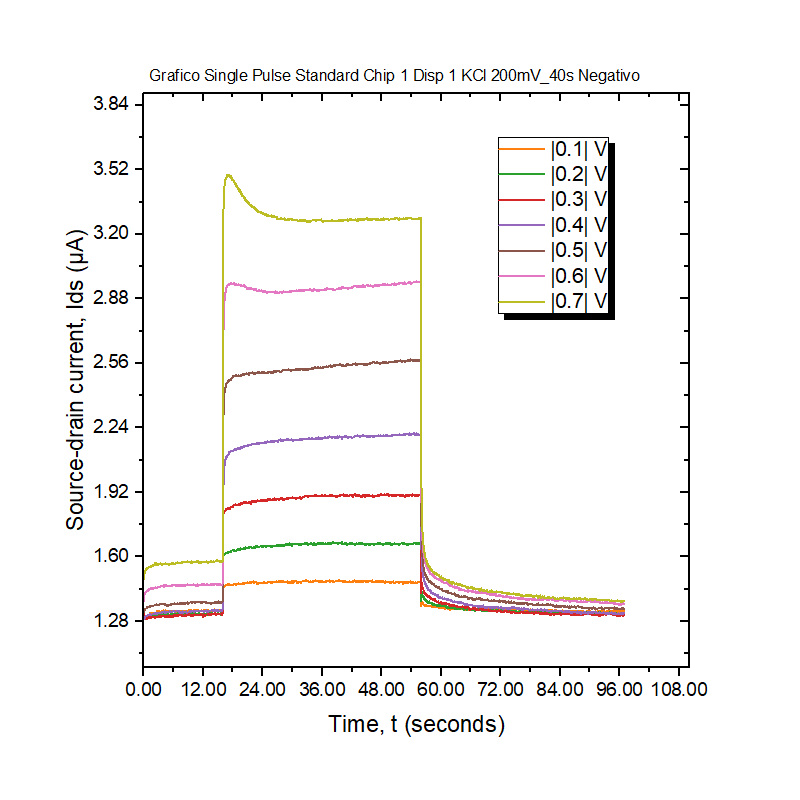 Grafico Single Pulse Standard Chip 1 Disp 1 KCl 200mV_40s Negativo
3.84
3.52
3.20
2.88
2.56
2.24
1.92
1.60
1.28
Source-drain current, Ids (μA)
|0.1| V
|0.2| V
|0.3| V
|0.4| V
|0.5| V
|0.6| V
|0.7| V
0.00 12.00 24.00 36.00 48.00 60.00 72.00 84.00 96.00 108.00
Time, t (seconds)